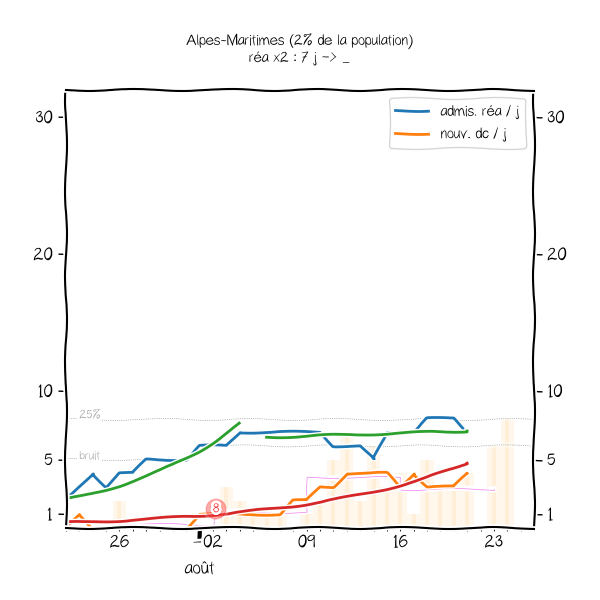 Alpes-Maritimes (2% de la population)
réa x2 : 7 j -> _
admis. réa / j
nouv. dc / j
30
30
20
20
10
10
25%
bruit
5
5
8
1
1
26
02
09
16
23
août